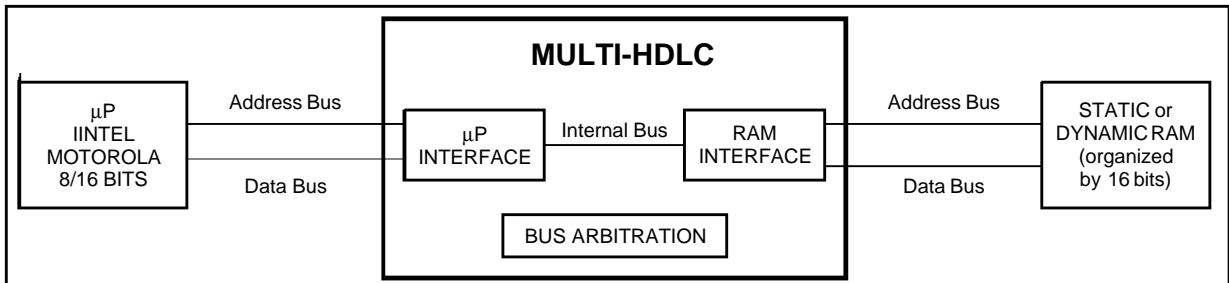 MULTI-HDLC
µP
IINTEL
MOTOROLA
8/16 BITS
Address Bus
Data Bus
µP
INTERFACE
Internal Bus
RAM
INTERFACE
BUS ARBITRATION
Address Bus
Data Bus
STATIC or
DYNAMIC RAM
(organized
by 16 bits)